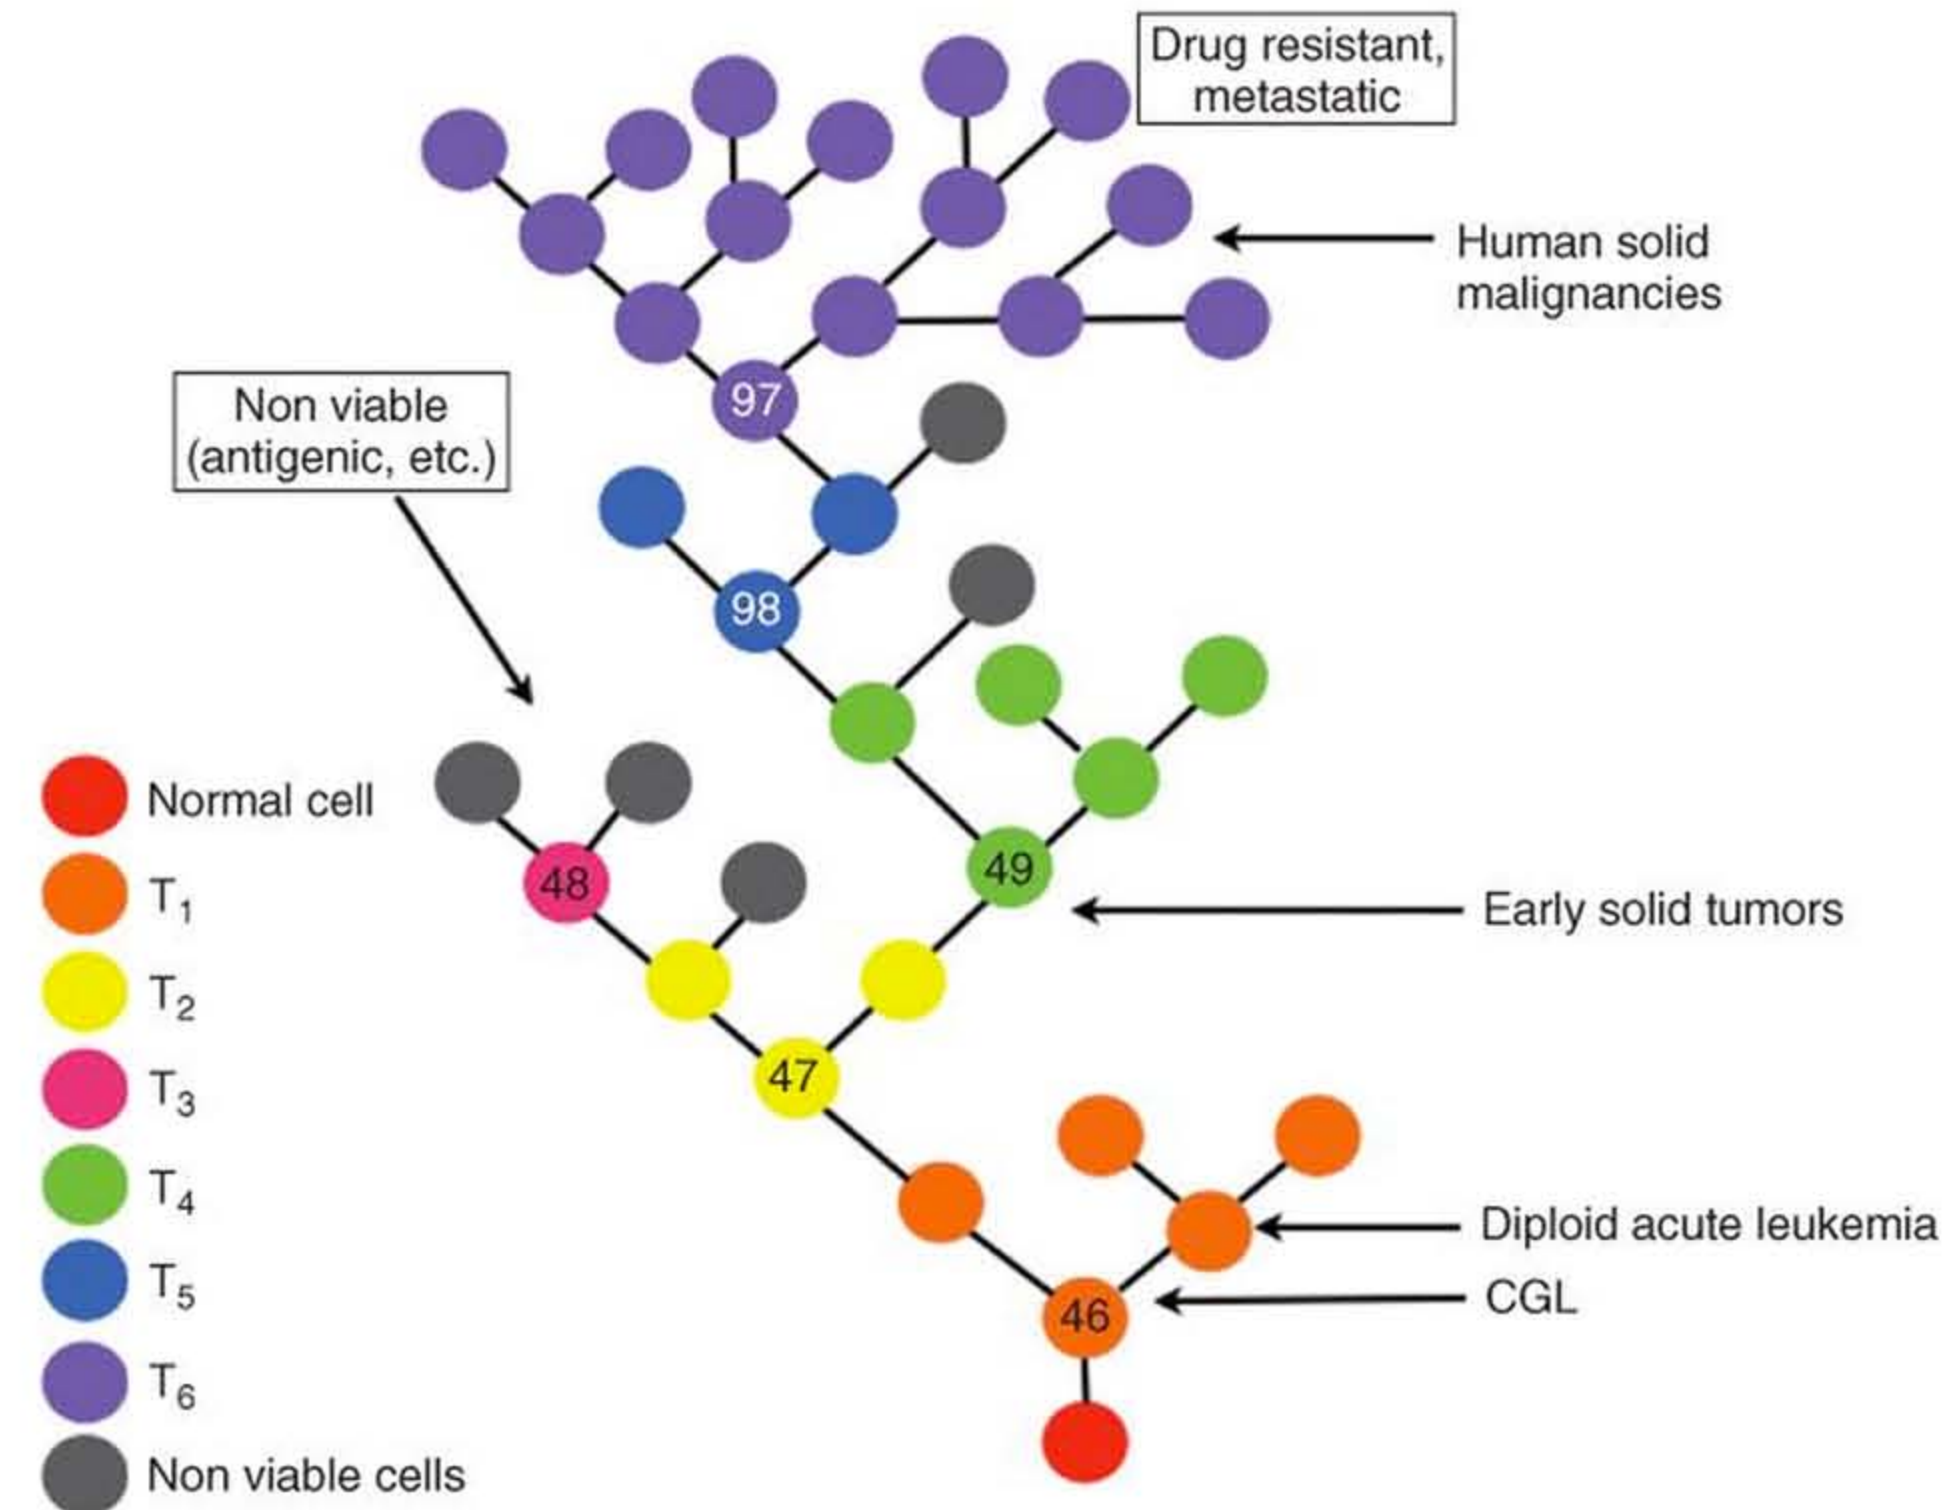 Drug resistant,
metastatic
Human solid
malignancies
97
Non viable
(antigenic, etc.)
98
Normal cell
48
49
T1
Early solid tumors
T2
47
T3
T4
Diploid acute leukemia
T5
CGL
46
T6
Non viable cells